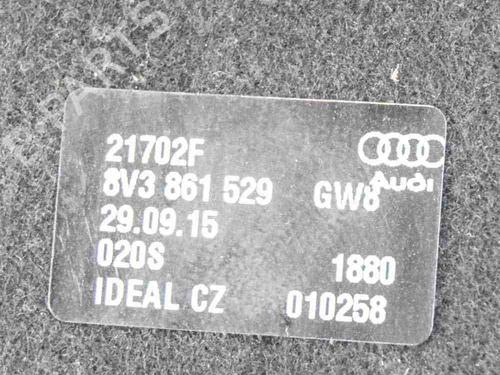 21702F
8V3 861 529 GW8
Audi
29.09.15
020S 1880
IDEAL CZ 010258